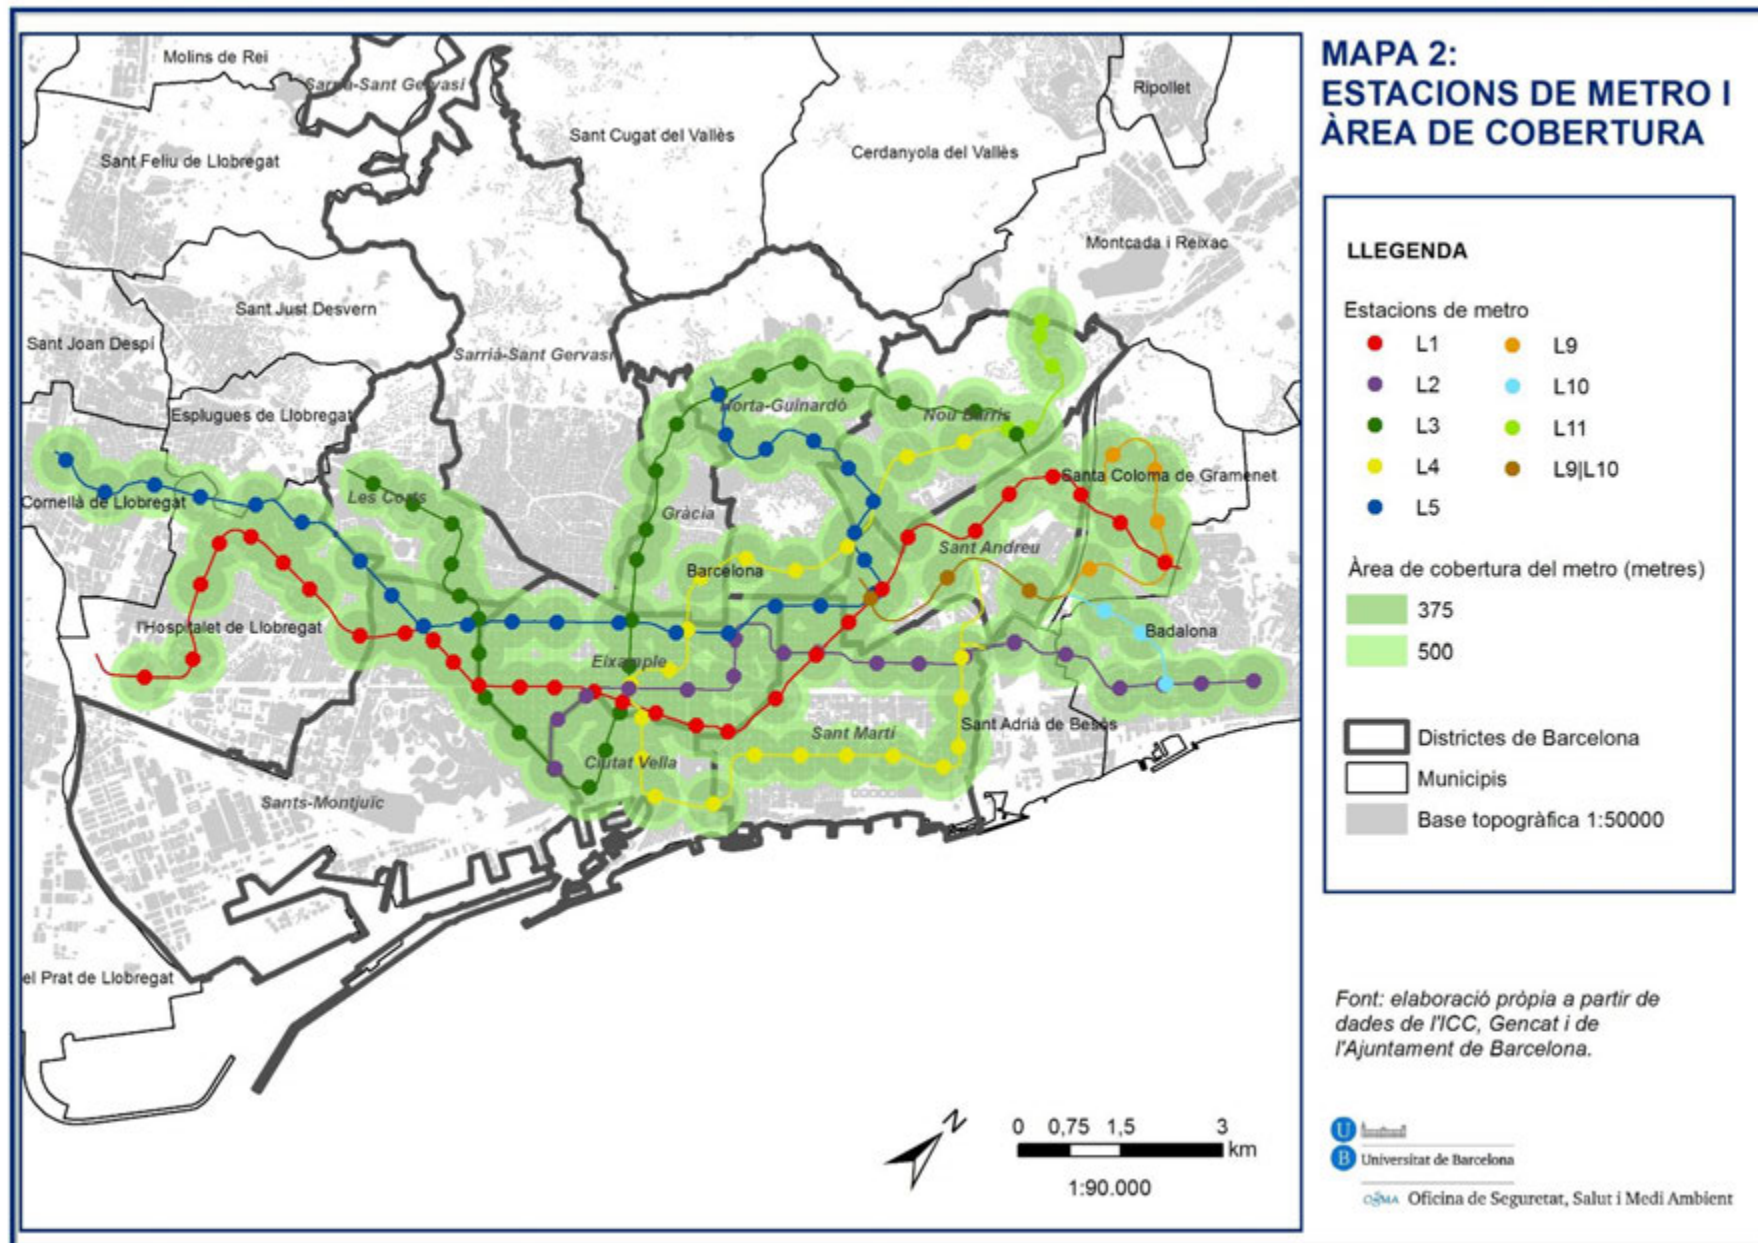 MAPA 2:
ESTACIONS DE METRO I
ÀREA DE COBERTURA
Molins de Rei
Sarrià-Sant Gervasi
Ripollet
Sant Cugat del Vallès
Cerdanyola del Vallès
Sant Feliu de Llobregat
Montcada i Reixac
Sant Just Desvern
Sant Joan Despí
Sarrià-Sant Gervasi
Esplugues de Llobregat
Horta-Guinardó
Nou Barris
Cornellà de Llobregat
Les Corts
Santa Coloma de Gramenet
Gràcia
Sant Andreu
Barcelona
l'Hospitalet de Llobregat
Badalona
Eixample
Sant Martí
Sant Adrià de Besòs
Ciutat Vella
Sants-Montjuïc
el Prat de Llobregat
N
0 0,75 1,5 3
km
1:90.000
LLEGENDA
Estacions de metro
L1
L2
L3
L4
L5
L9
L10
L11
L9|L10
Àrea de cobertura del metro (metres)
375
500
Districtes de Barcelona
Municipis
Base topogràfica 1:50000
Font: elaboració pròpia a partir de
dades de l'ICC, Gencat i de
l'Ajuntament de Barcelona.
U
B
Universitat de Barcelona
OSSMA Oficina de Seguretat, Salut i Medi Ambient